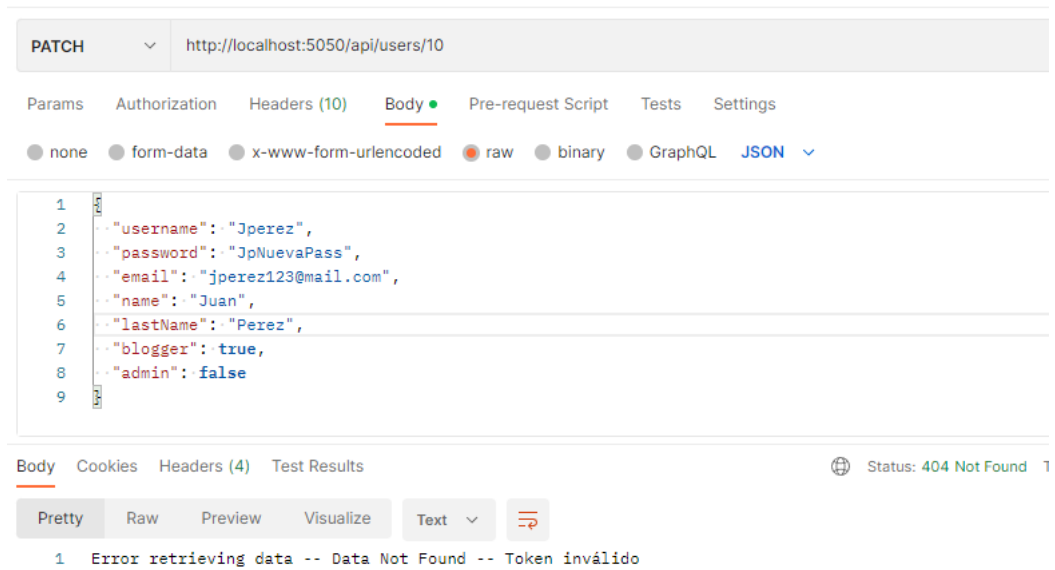 PATCH http://localhost:5050/api/users/10
Params Authorization Headers (10) Body Pre-request Script Tests Settings
none form-data x-www-form-urlencoded raw binary GraphQL JSON
1 {
2 "username": "Jperez",
3 "password": "JpNuevaPass",
4 "email": "jperez123@mail.com",
5 "name": "Juan",
6 "lastName": "Perez",
7 "blogger": true,
8 "admin": false
9 }
Body Cookies Headers (4) Test Results Status: 404 Not Found
Pretty Raw Preview Visualize Text
1 Error retrieving data -- Data Not Found -- Token inválido